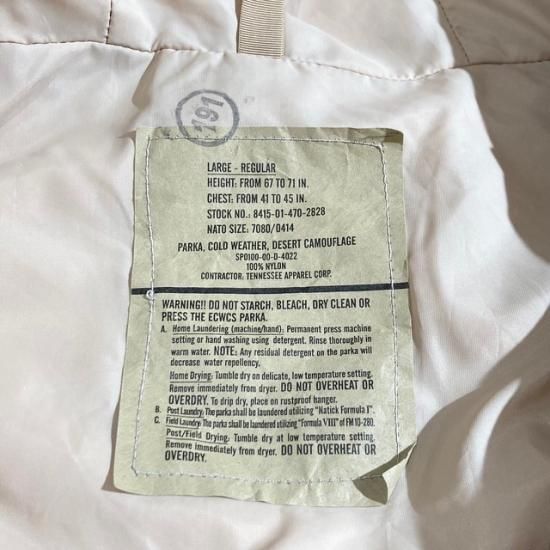 191
LARGE - REGULAR
HEIGHT: FROM 67 TO 71 IN.
CHEST: FROM 41 TO 45 IN.
STOCK NO.: 8415-01-470-2828
NATO SIZE: 7080/0414
PARKA, COLD WEATHER, DESERT CAMOUFLAGE
SP0100-00-D-4022
100% NYLON
CONTRACTOR, TENNESSEE APPAREL CORP.
WARNING!! DO NOT STARCH, BLEACH, DRY CLEAN OR
PRESS THE ECWCS PARKA.
A. Home Laundering (machine/hand): Permanent press machine
setting or hand washing using detergent. Rinse thoroughly in
warm water. NOTE: Any residual detergent on the parka will
decrease water repellency.
Home Drying: Tumble dry on delicate, low temperature setting.
Remove immediately from dryer. DO NOT OVERHEAT OR
OVERDRY. To drip dry, place on rustproof hanger.
B. Post Laundry: The parka shall be laundered utilizing "Natick Formula I".
C. Field Laundry: The parka shall be laundered utilizing "Formula VIII" of FM 10-280.
Post/Field Drying: Tumble dry at low temperature setting.
Remove immediately from dryer. DO NOT OVERHEAT OR
OVERDRY.